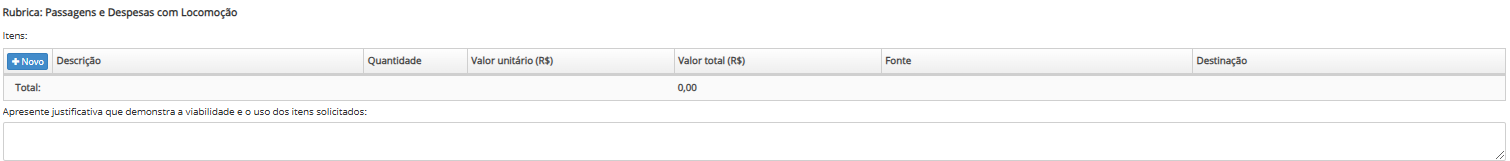 Rubrica: Passagens e Despesas com Locomoção
Itens:
Novo Descrição Quantidade Valor unitário (R$) Valor total (R$) Fonte Destinação
Total: 0,00
Apresente justificativa que demonstra a viabilidade e o uso dos itens solicitados: